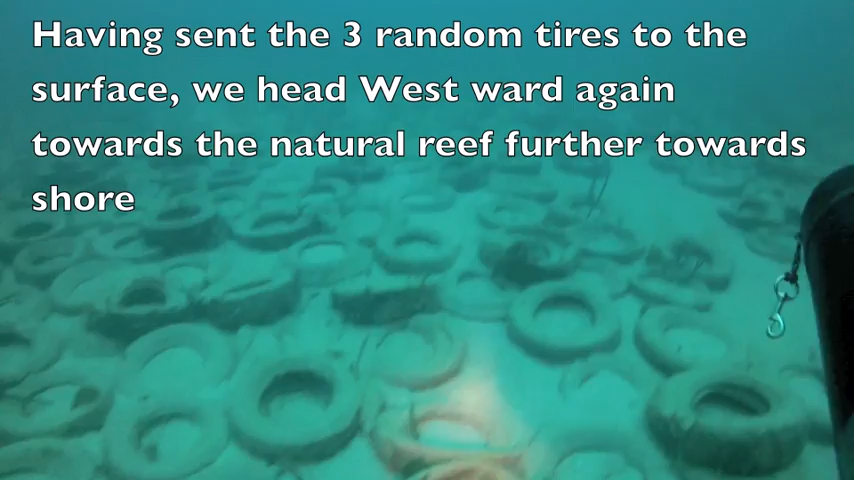 Having sent the 3 random tires to the
surface, we head West ward again
towards the natural reef further towards
shore